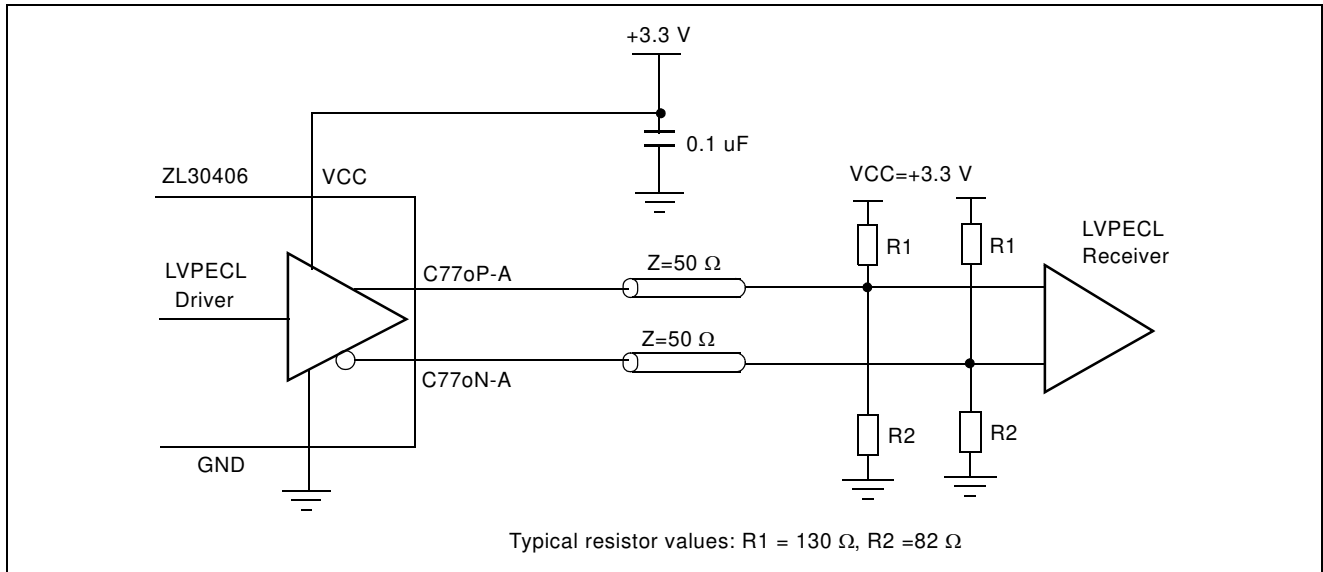 +3.3 V
0.1 uF
ZL30406
VCC
VCC=+3.3 V
R1
R1
LVPECL
Receiver
LVPECL
Driver
C77oP-A
Z=50 Ω
Z=50 Ω
C77oN-A
R2
R2
GND
Typical resistor values: R1 = 130 Ω, R2 =82 Ω